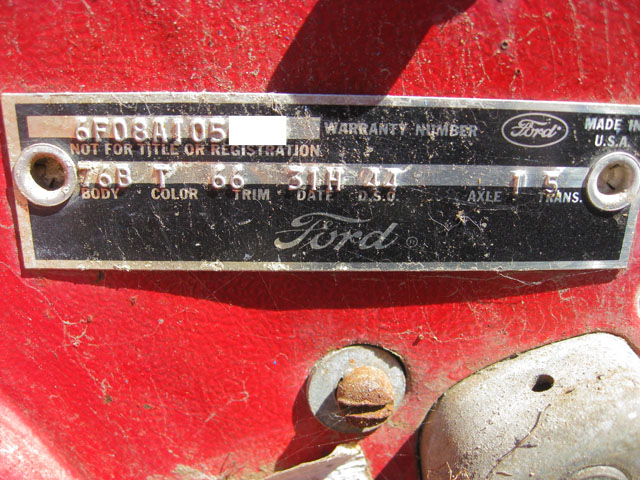 6F08A105 WARRANTY NUMBER Ford MADE IN
U.S.A.
NOT FOR TITLE OR REGISTRATION
76B T 66 31H 44 1 5
BODY COLOR TRIM DATE D.S.O. AXLE TRANS.
Ford ®